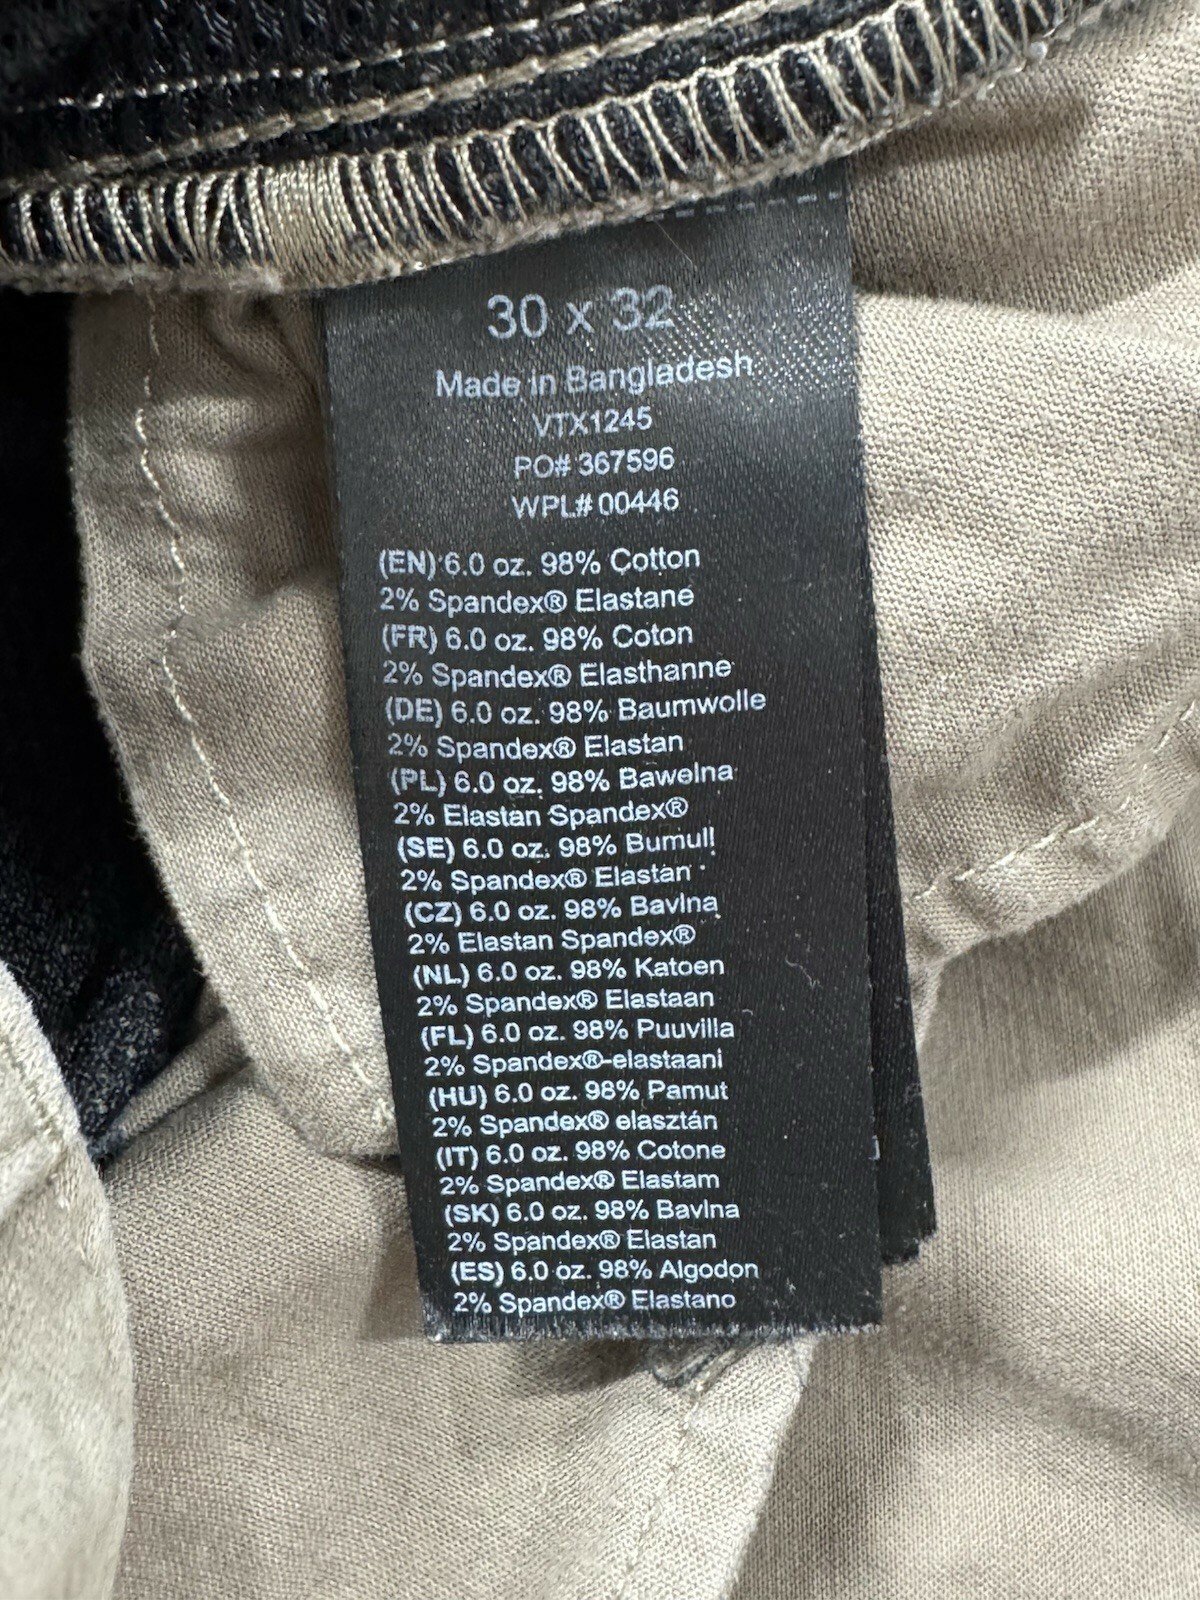 30 x 32
Made in Bangladesh
VTX1245
PO# 367596
WPL# 00446
(EN) 6.0 oz. 98% Cotton
2% Spandex® Elastane
(FR) 6.0 oz. 98% Coton
2% Spandex® Elasthanne
(DE) 6.0 oz. 98% Baumwolle
2% Spandex® Elastan
(PL) 6.0 oz. 98% Bawelna
2% Elastan Spandex®
(SE) 6.0 oz. 98% Bumull
2% Spandex® Elastan
(CZ) 6.0 oz. 98% Bavlna
2% Elastan Spandex®
(NL) 6.0 oz. 98% Katoen
2% Spandex® Elastaan
(FL) 6.0 oz. 98% Puuvilla
2% Spandex®-elastaani
(HU) 6.0 oz. 98% Pamut
2% Spandex® elasztán
(IT) 6.0 oz. 98% Cotone
2% Spandex® Elastam
(SK) 6.0 oz. 98% Bavlna
2% Spandex® Elastan
(ES) 6.0 oz. 98% Algodon
2% Spandex® Elastano